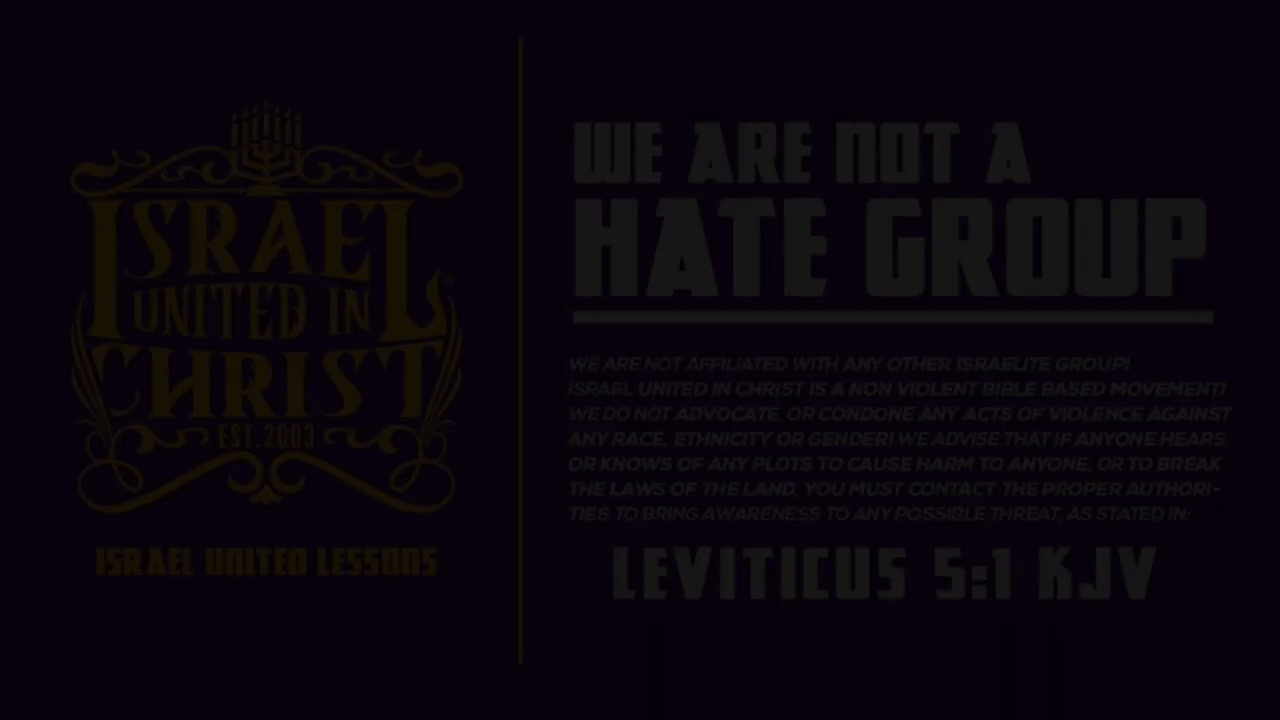 ISRAEL
UNITED IN
CHRIST
EST. 2003
ISRAEL UNITED LESSONS
WE ARE NOT A
HATE GROUP
WE ARE NOT AFFILIATED WITH ANY OTHER ISRAELITE GROUP!
ISRAEL UNITED IN CHRIST IS A NON VIOLENT BIBLE BASED MOVEMENT!
WE DO NOT ADVOCATE, OR CONDONE ANY ACTS OF VIOLENCE AGAINST
ANY RACE, ETHNICITY OR GENDER! WE ADVISE THAT IF ANYONE HEARS
OR KNOWS OF ANY PLOTS TO CAUSE HARM TO ANYONE, OR TO BREAK
THE LAWS OF THE LAND, YOU MUST CONTACT THE PROPER AUTHORI-
TIES TO BRING AWARENESS TO ANY POSSIBLE THREAT, AS STATED IN:
LEVITICUS 5:1 KJV